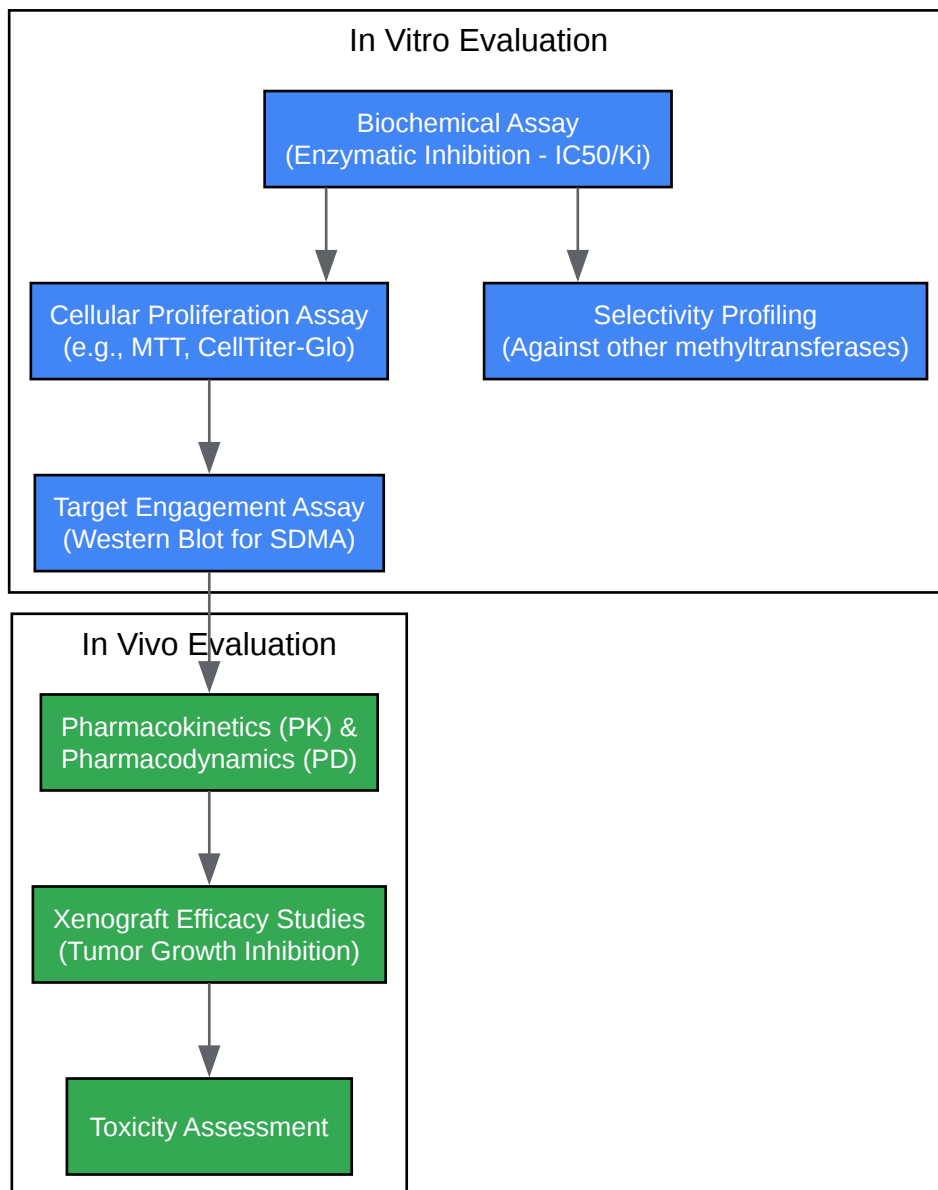 In Vitro Evaluation
Biochemical Assay
(Enzymatic Inhibition - IC50/Ki)
Cellular Proliferation Assay
(e.g., MTT, CellTiter-Glo)
Selectivity Profiling
(Against other methyltransferases)
Target Engagement Assay
(Western Blot for SDMA)
In Vivo Evaluation
Pharmacokinetics (PK) &
Pharmacodynamics (PD)
Xenograft Efficacy Studies
(Tumor Growth Inhibition)
Toxicity Assessment